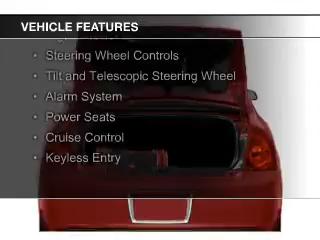 VEHICLE FEATURES
• Steering Wheel Controls
• Tilt and Telescopic Steering Wheel
• Alarm System
• Power Seats
• Cruise Control
• Keyless Entry